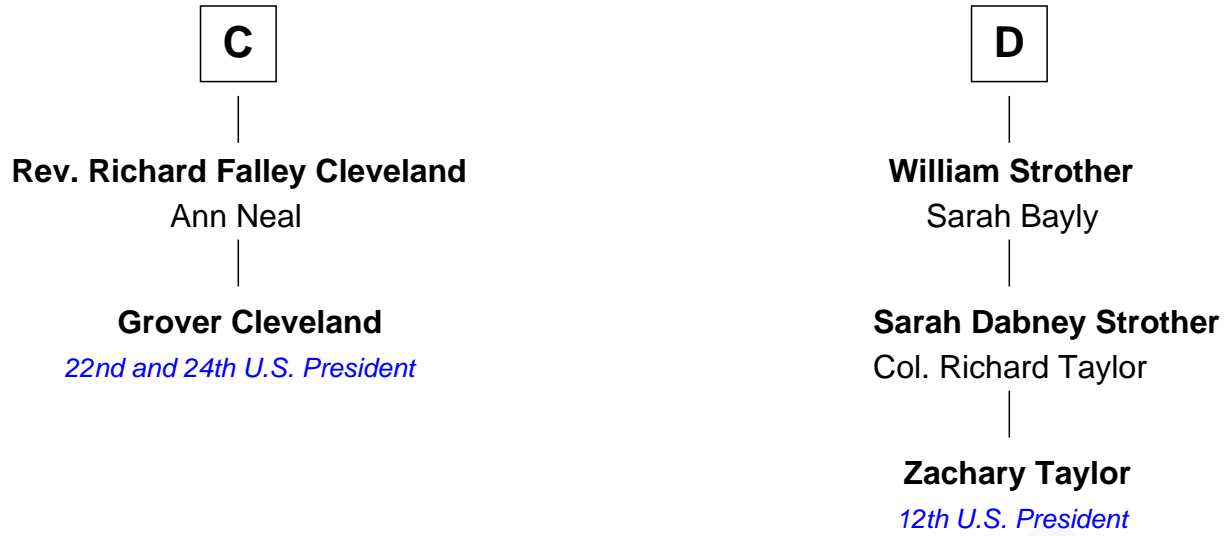 C
Rev. Richard Falley Cleveland
Ann Neal
Grover Cleveland
22nd and 24th U.S. President
D
William Strother
Sarah Bayly
Sarah Dabney Strother
Col. Richard Taylor
Zachary Taylor
12th U.S. President